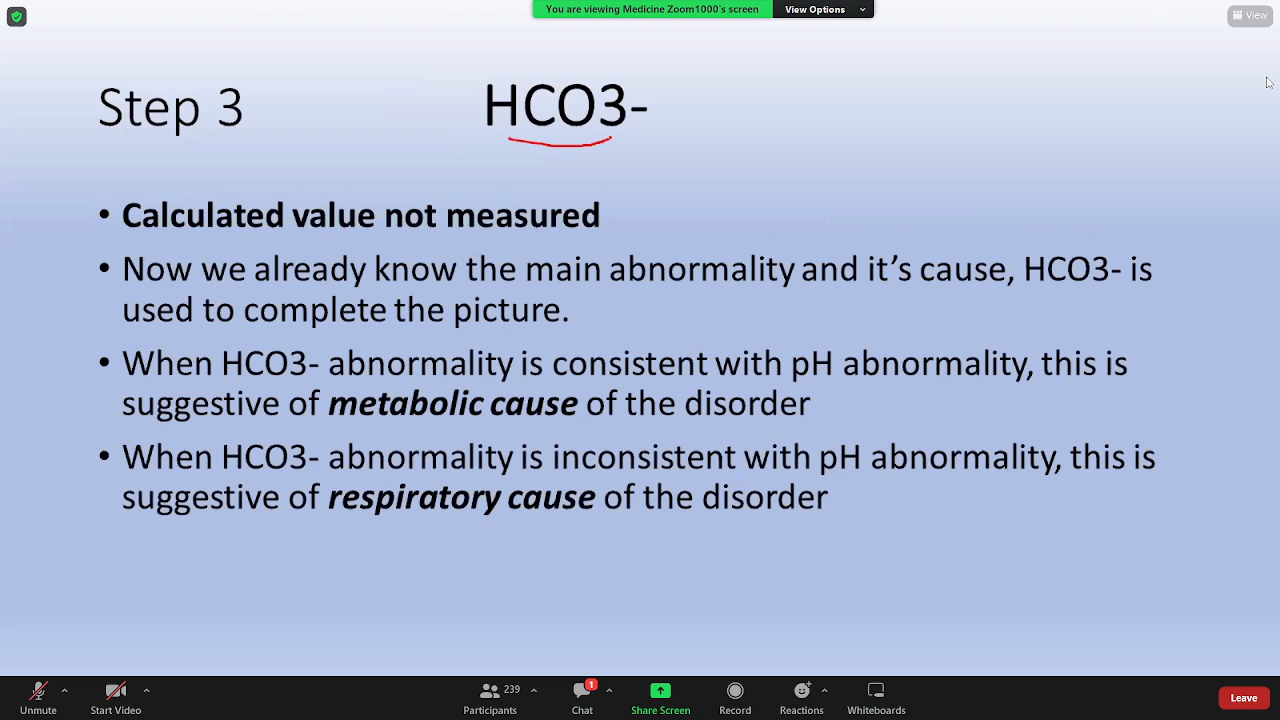 You are viewing Medicine Zoom1000's screen
View Options
View
Step 3
HCO3-
• Calculated value not measured
• Now we already know the main abnormality and it’s cause, HCO3- is
used to complete the picture.
• When HCO3- abnormality is consistent with pH abnormality, this is
suggestive of metabolic cause of the disorder
• When HCO3- abnormality is inconsistent with pH abnormality, this is
suggestive of respiratory cause of the disorder
Unmute
Start Video
239
Participants
1
Chat
Share Screen
Record
Reactions
Whiteboards
Leave